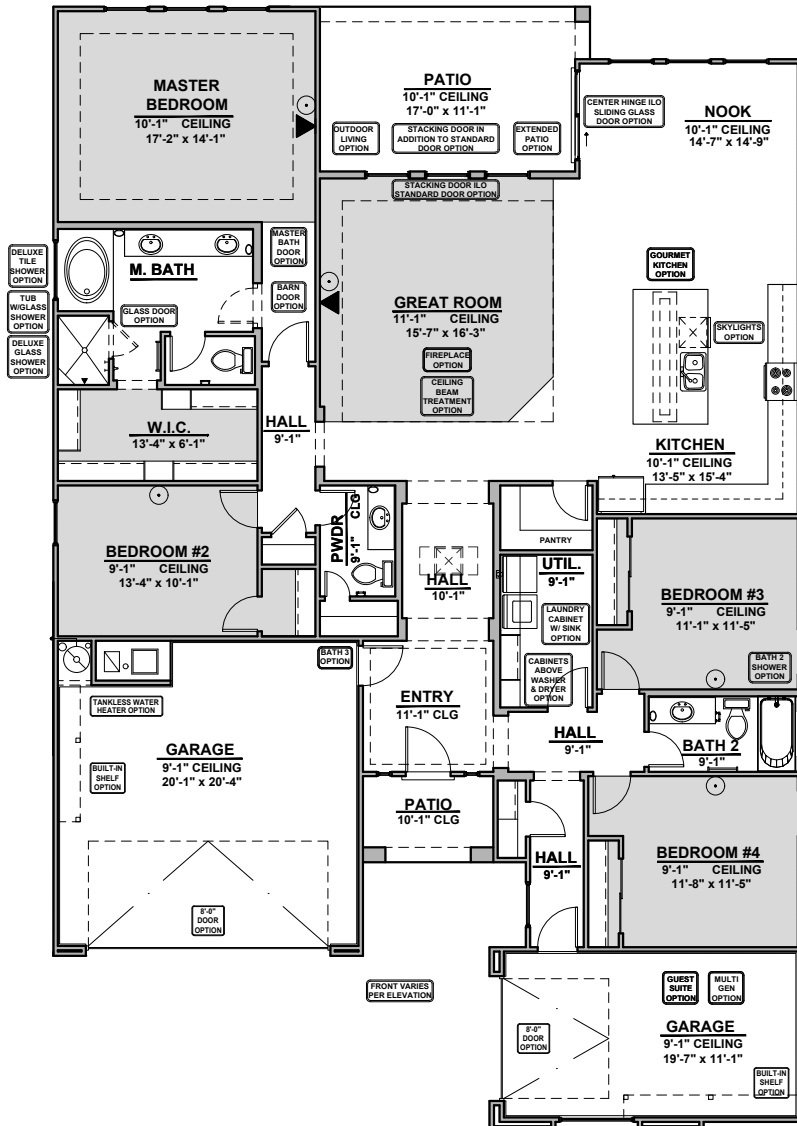 MASTER
BEDROOM
10'-1" CEILING
17'-2" x 14'-1"
PATIO
10'-1" CEILING
17'-0" x 11'-1"
OUTDOOR
LIVING
OPTION
STACKING DOOR IN
ADDITION TO STANDARD
DOOR OPTION
EXTENDED
PATIO
OPTION
CENTER HINGE ILO
SLIDING GLASS
DOOR OPTION
NOOK
10'-1" CEILING
14'-7" x 14'-9"
STACKING DOOR ILO
STANDARD DOOR OPTION
DELUXE
TILE
SHOWER
OPTION
TUB
W/GLASS
SHOWER
OPTION
DELUXE
GLASS
SHOWER
OPTION
M. BATH
GLASS DOOR
OPTION
MASTER
BATH
DOOR
OPTION
BARN
DOOR
OPTION
GREAT ROOM
11'-1" CEILING
15'-7" x 16'-3"
FIREPLACE
OPTION
CEILING
BEAM
TREATMENT
OPTION
GOURMET
KITCHEN
OPTION
SKYLIGHTS
OPTION
KITCHEN
10'-1" CEILING
13'-5" x 15'-4"
W.I.C.
13'-4" x 6'-1"
HALL
9'-1"
BEDROOM #2
9'-1" CEILING
13'-4" x 10'-1"
PWDR
9'-1" CLG
HALL
10'-1"
PANTRY
UTIL.
9'-1"
LAUNDRY
CABINET
W/ SINK
OPTION
CABINETS
ABOVE
WASHER
& DRYER
OPTION
BEDROOM #3
9'-1" CEILING
11'-1" x 11'-5"
BATH 2
SHOWER
OPTION
BATH 3
OPTION
TANKLESS WATER
HEATER OPTION
BUILT-IN
SHELF
OPTION
GARAGE
9'-1" CEILING
20'-1" x 20'-4"
8'-0"
DOOR
OPTION
ENTRY
11'-1" CLG
HALL
9'-1"
BATH 2
9'-1"
PATIO
10'-1" CLG
HALL
9'-1"
BEDROOM #4
9'-1" CEILING
11'-8" x 11'-5"
FRONT VARIES
PER ELEVATION
GUEST
SUITE
OPTION
MULTI
GEN
OPTION
8'-0"
DOOR
OPTION
GARAGE
9'-1" CEILING
19'-7" x 11'-1"
BUILT-IN
SHELF
OPTION